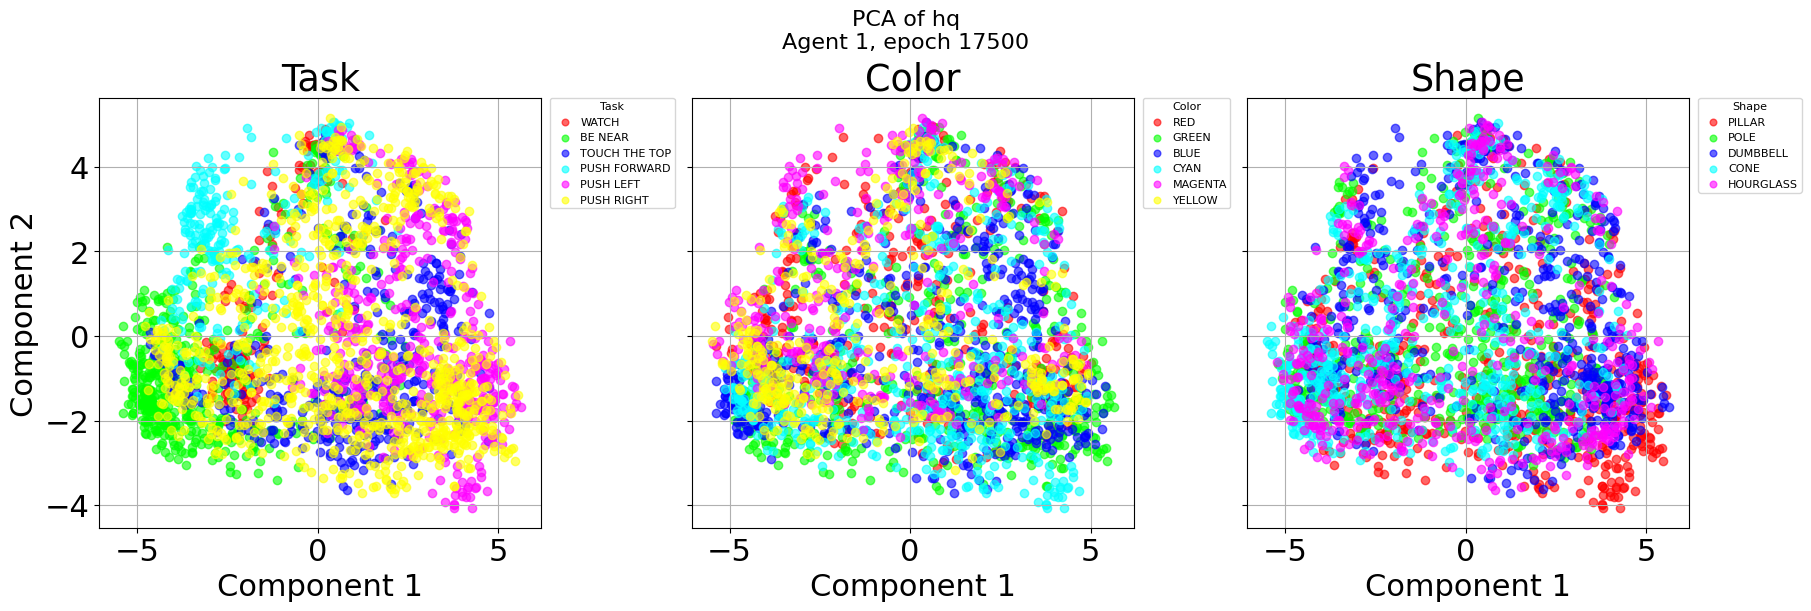 PCA of hq
Agent 1, epoch 17500
Task
Component 2
4
2
0
−2
−4
−5 0 5
Component 1
Task
WATCH
BE NEAR
TOUCH THE TOP
PUSH FORWARD
PUSH LEFT
PUSH RIGHT
Color
−5 0 5
Component 1
Color
RED
GREEN
BLUE
CYAN
MAGENTA
YELLOW
Shape
−5 0 5
Component 1
Shape
PILLAR
POLE
DUMBBELL
CONE
HOURGLASS